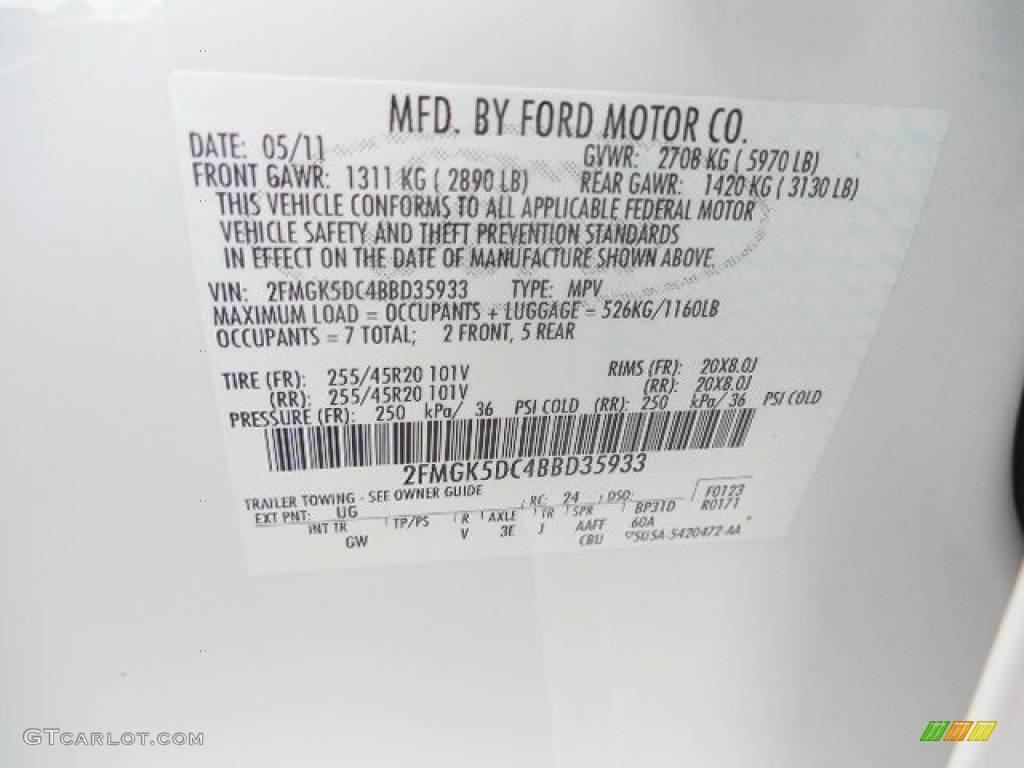 MFD. BY FORD MOTOR CO.
DATE: 05/11 GVWR: 2708 KG ( 5970 LB)
FRONT GAWR: 1311 KG ( 2890 LB) REAR GAWR: 1420 KG ( 3130 LB)
THIS VEHICLE CONFORMS TO ALL APPLICABLE FEDERAL MOTOR
VEHICLE SAFETY AND THEFT PREVENTION STANDARDS
IN EFFECT ON THE DATE OF MANUFACTURE SHOWN ABOVE.
VIN: 2FMGK5DC4BBD35933 TYPE: MPV
MAXIMUM LOAD = OCCUPANTS + LUGGAGE = 526KG/1160LB
OCCUPANTS = 7 TOTAL; 2 FRONT, 5 REAR
TIRE (FR): 255/45R20 101V RIMS (FR): 20X8.0J
(RR): 255/45R20 101V (RR): 20X8.0J
PRESSURE (FR): 250 kPa/ 36 PSI COLD (RR): 250 kPa/ 36 PSI COLD
2FMGK5DC4BBD35933
TRAILER TOWING - SEE OWNER GUIDE
EXT PNT: UG RC: 24 DSO: F0123
INT TR TP/PS R AXLE TR SPR BP31D R0171
GW V 3E J AAFF 60A
CBU 5U5A-5420472-AA
GTCARLOT.COM